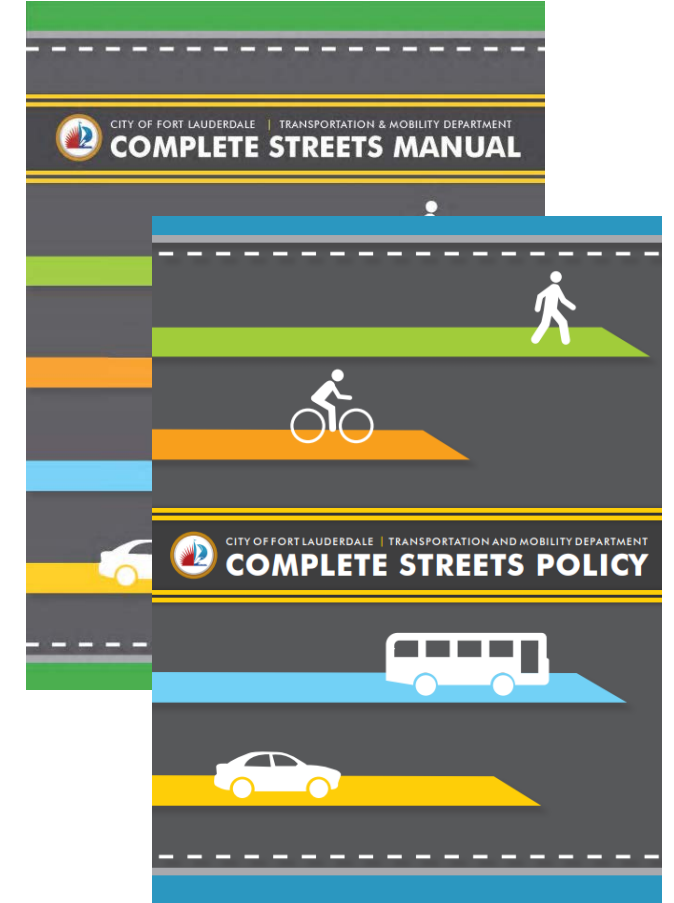 CITY OF FORT LAUDERDALE | TRANSPORTATION & MOBILITY DEPARTMENT
COMPLETE STREETS MANUAL
CITY OF FORT LAUDERDALE | TRANSPORTATION AND MOBILITY DEPARTMENT
COMPLETE STREETS POLICY